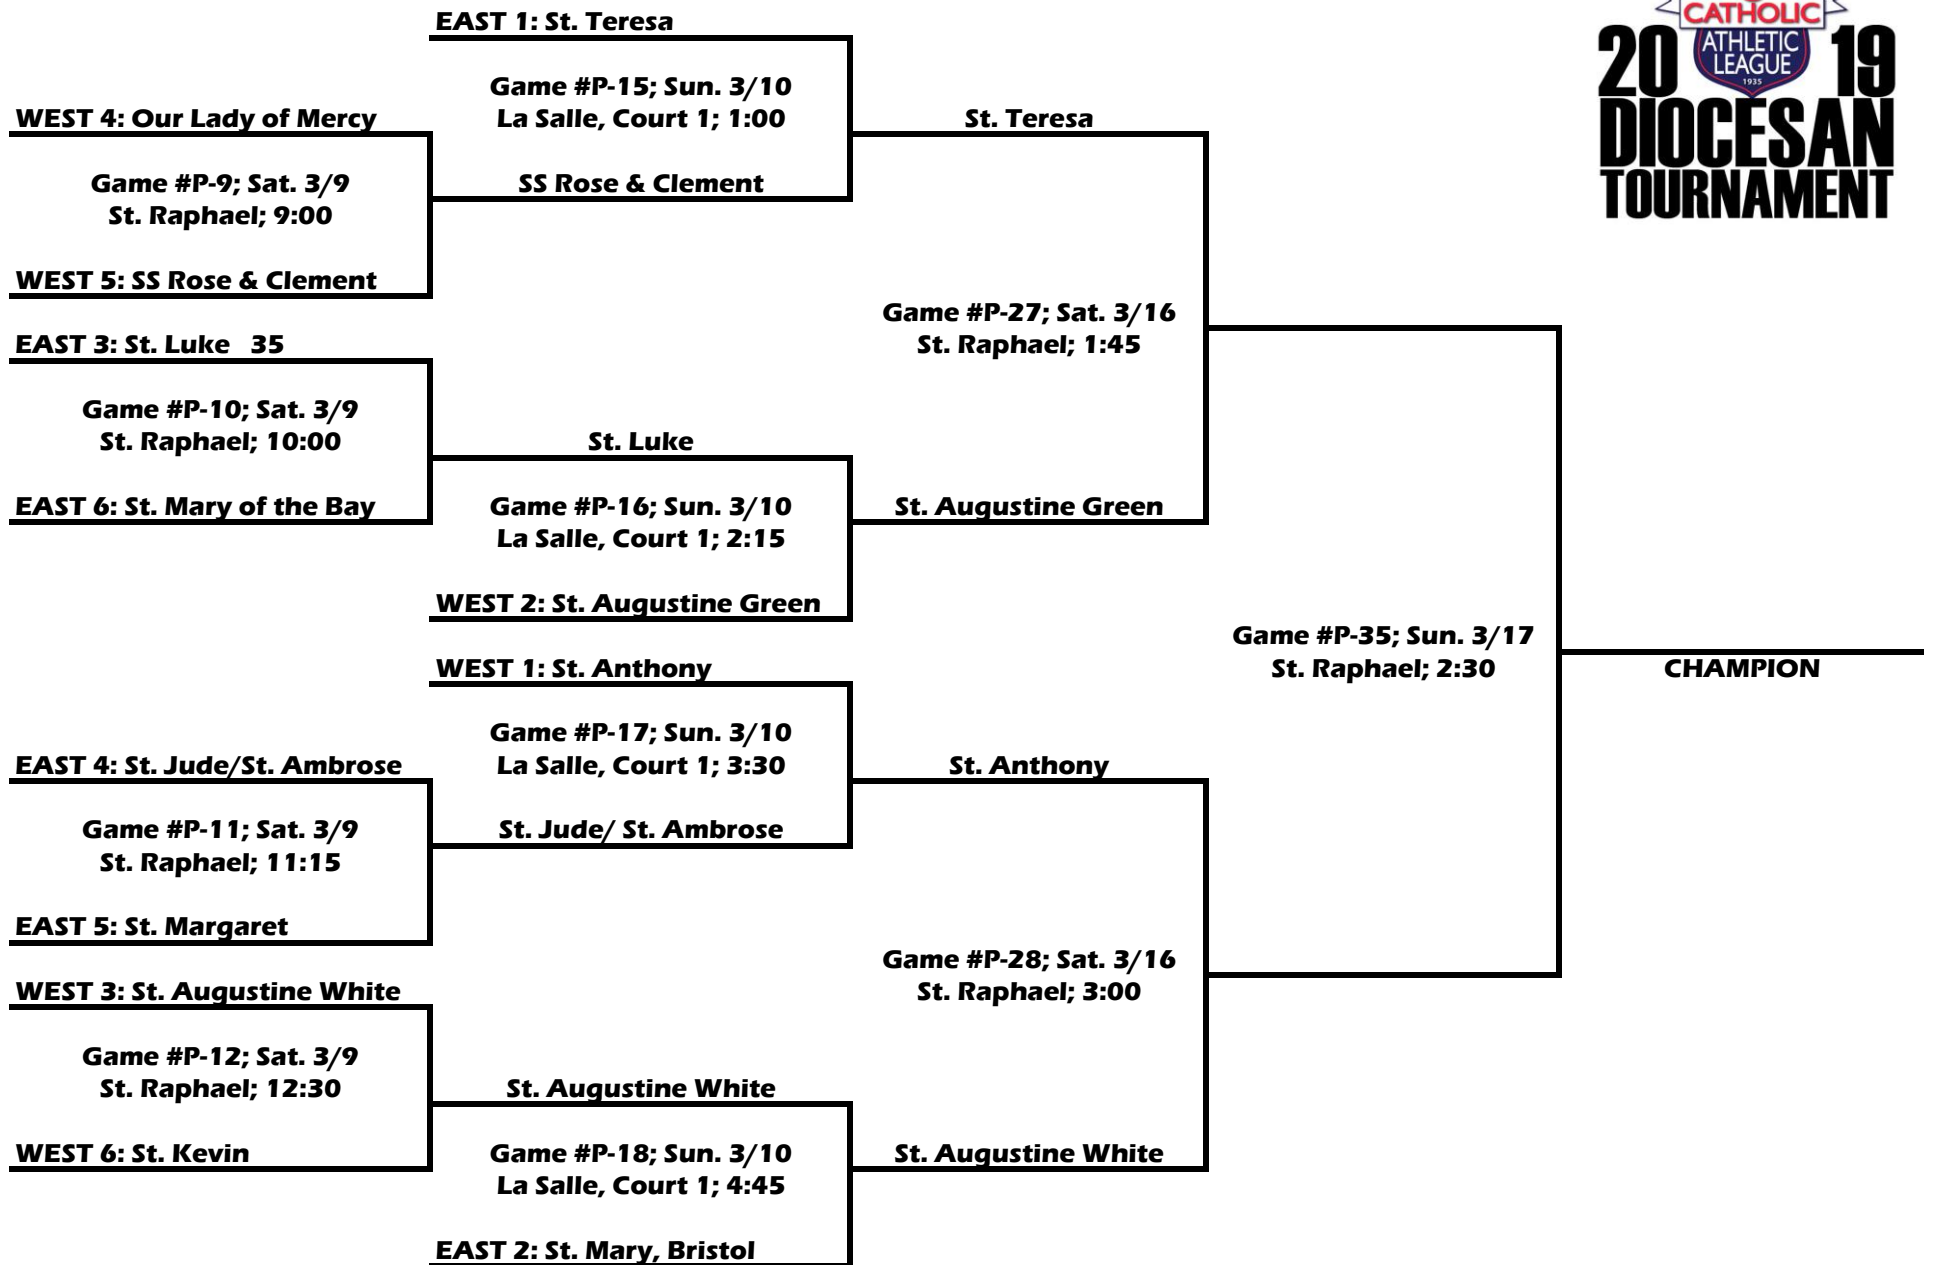 EAST 1: St. Teresa
CATHOLIC
ATHLETIC
LEAGUE
1935
20 19
DIOCESAN
TOURNAMENT
Game #P-15; Sun. 3/10
La Salle, Court 1; 1:00
WEST 4: Our Lady of Mercy
St. Teresa
Game #P-9; Sat. 3/9
St. Raphael; 9:00
SS Rose & Clement
WEST 5: SS Rose & Clement
Game #P-27; Sat. 3/16
St. Raphael; 1:45
EAST 3: St. Luke 35
Game #P-10; Sat. 3/9
St. Raphael; 10:00
St. Luke
EAST 6: St. Mary of the Bay
Game #P-16; Sun. 3/10
La Salle, Court 1; 2:15
St. Augustine Green
WEST 2: St. Augustine Green
Game #P-35; Sun. 3/17
St. Raphael; 2:30
CHAMPION
WEST 1: St. Anthony
Game #P-17; Sun. 3/10
La Salle, Court 1; 3:30
EAST 4: St. Jude/St. Ambrose
St. Anthony
Game #P-11; Sat. 3/9
St. Raphael; 11:15
St. Jude/ St. Ambrose
EAST 5: St. Margaret
Game #P-28; Sat. 3/16
St. Raphael; 3:00
WEST 3: St. Augustine White
Game #P-12; Sat. 3/9
St. Raphael; 12:30
St. Augustine White
WEST 6: St. Kevin
Game #P-18; Sun. 3/10
La Salle, Court 1; 4:45
St. Augustine White
EAST 2: St. Mary, Bristol